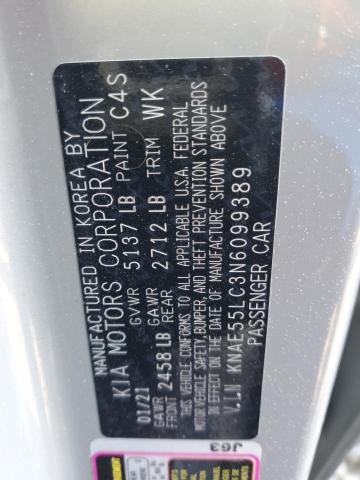 MANUFACTURED IN KOREA BY
KIA MOTORS CORPORATION
01/21 GVWR 5137 LB PAINT C4S
GAWR FRONT 2458 LB GAWR REAR 2712 LB TRIM WK
THIS VEHICLE CONFORMS TO ALL APPLICABLE U.S.A. FEDERAL
MOTOR VEHICLE SAFETY, BUMPER, AND THEFT PREVENTION STANDARDS
IN EFFECT ON THE DATE OF MANUFACTURE SHOWN ABOVE
V.I.N KNAE55LC3N6099389
PASSENGER CAR
J63